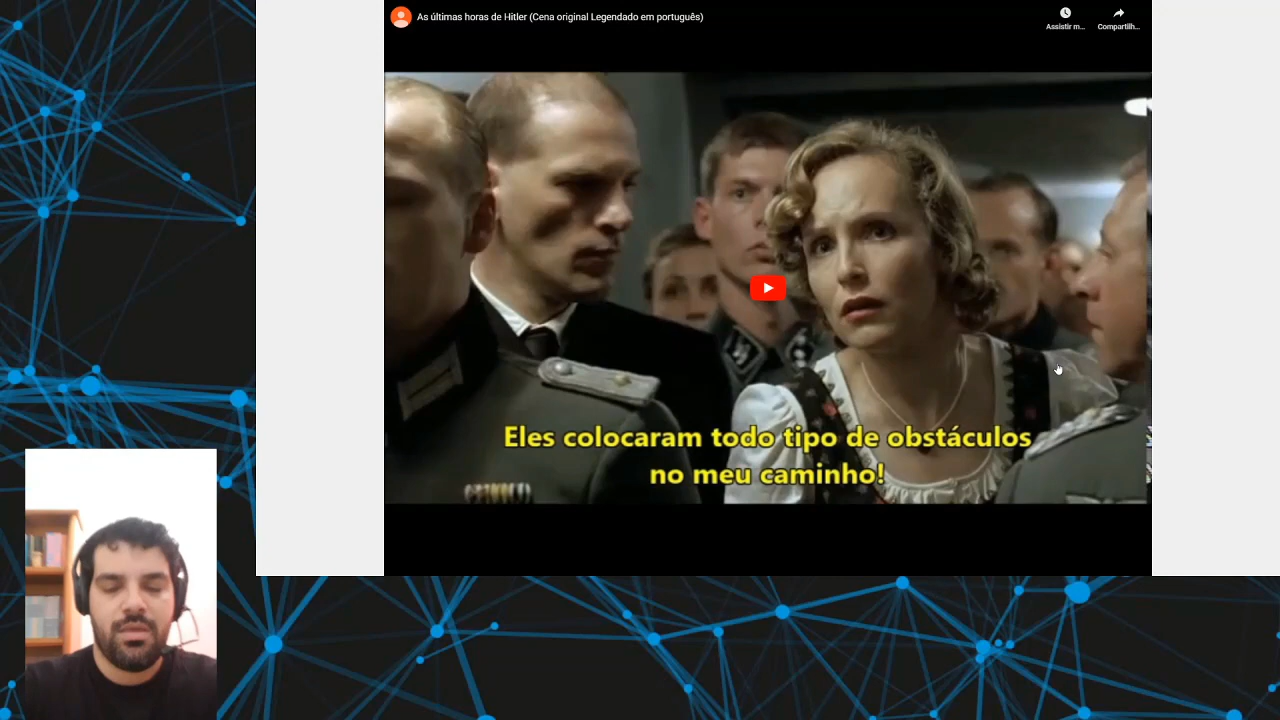 As últimas horas de Hitler (Cena original Legendado em português)
Assistir m...
Compartilh...
Eles colocaram todo tipo de obstáculos
no meu caminho!